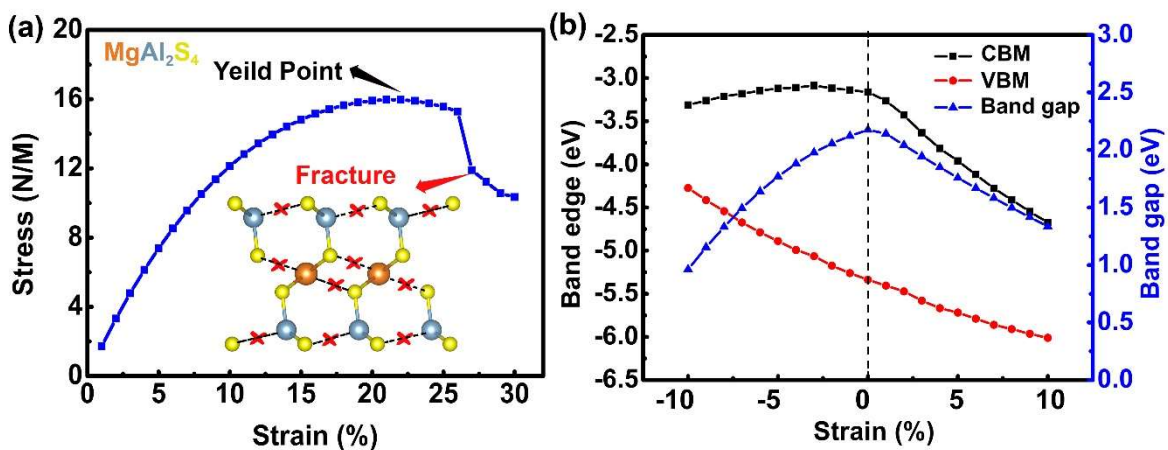 (a)
MgAl2S4
Yeild Point
Fracture
Stress (N/M)
20
16
12
8
4
0
0 5 10 15 20 25 30
Strain (%)
(b)
CBM
VBM
Band gap
Band edge (eV)
-2.5
-3.0
-3.5
-4.0
-4.5
-5.0
-5.5
-6.0
-6.5
-10 -5 0 5 10
Strain (%)
3.0
2.5
2.0
1.5
1.0
0.5
0.0
Band gap (eV)